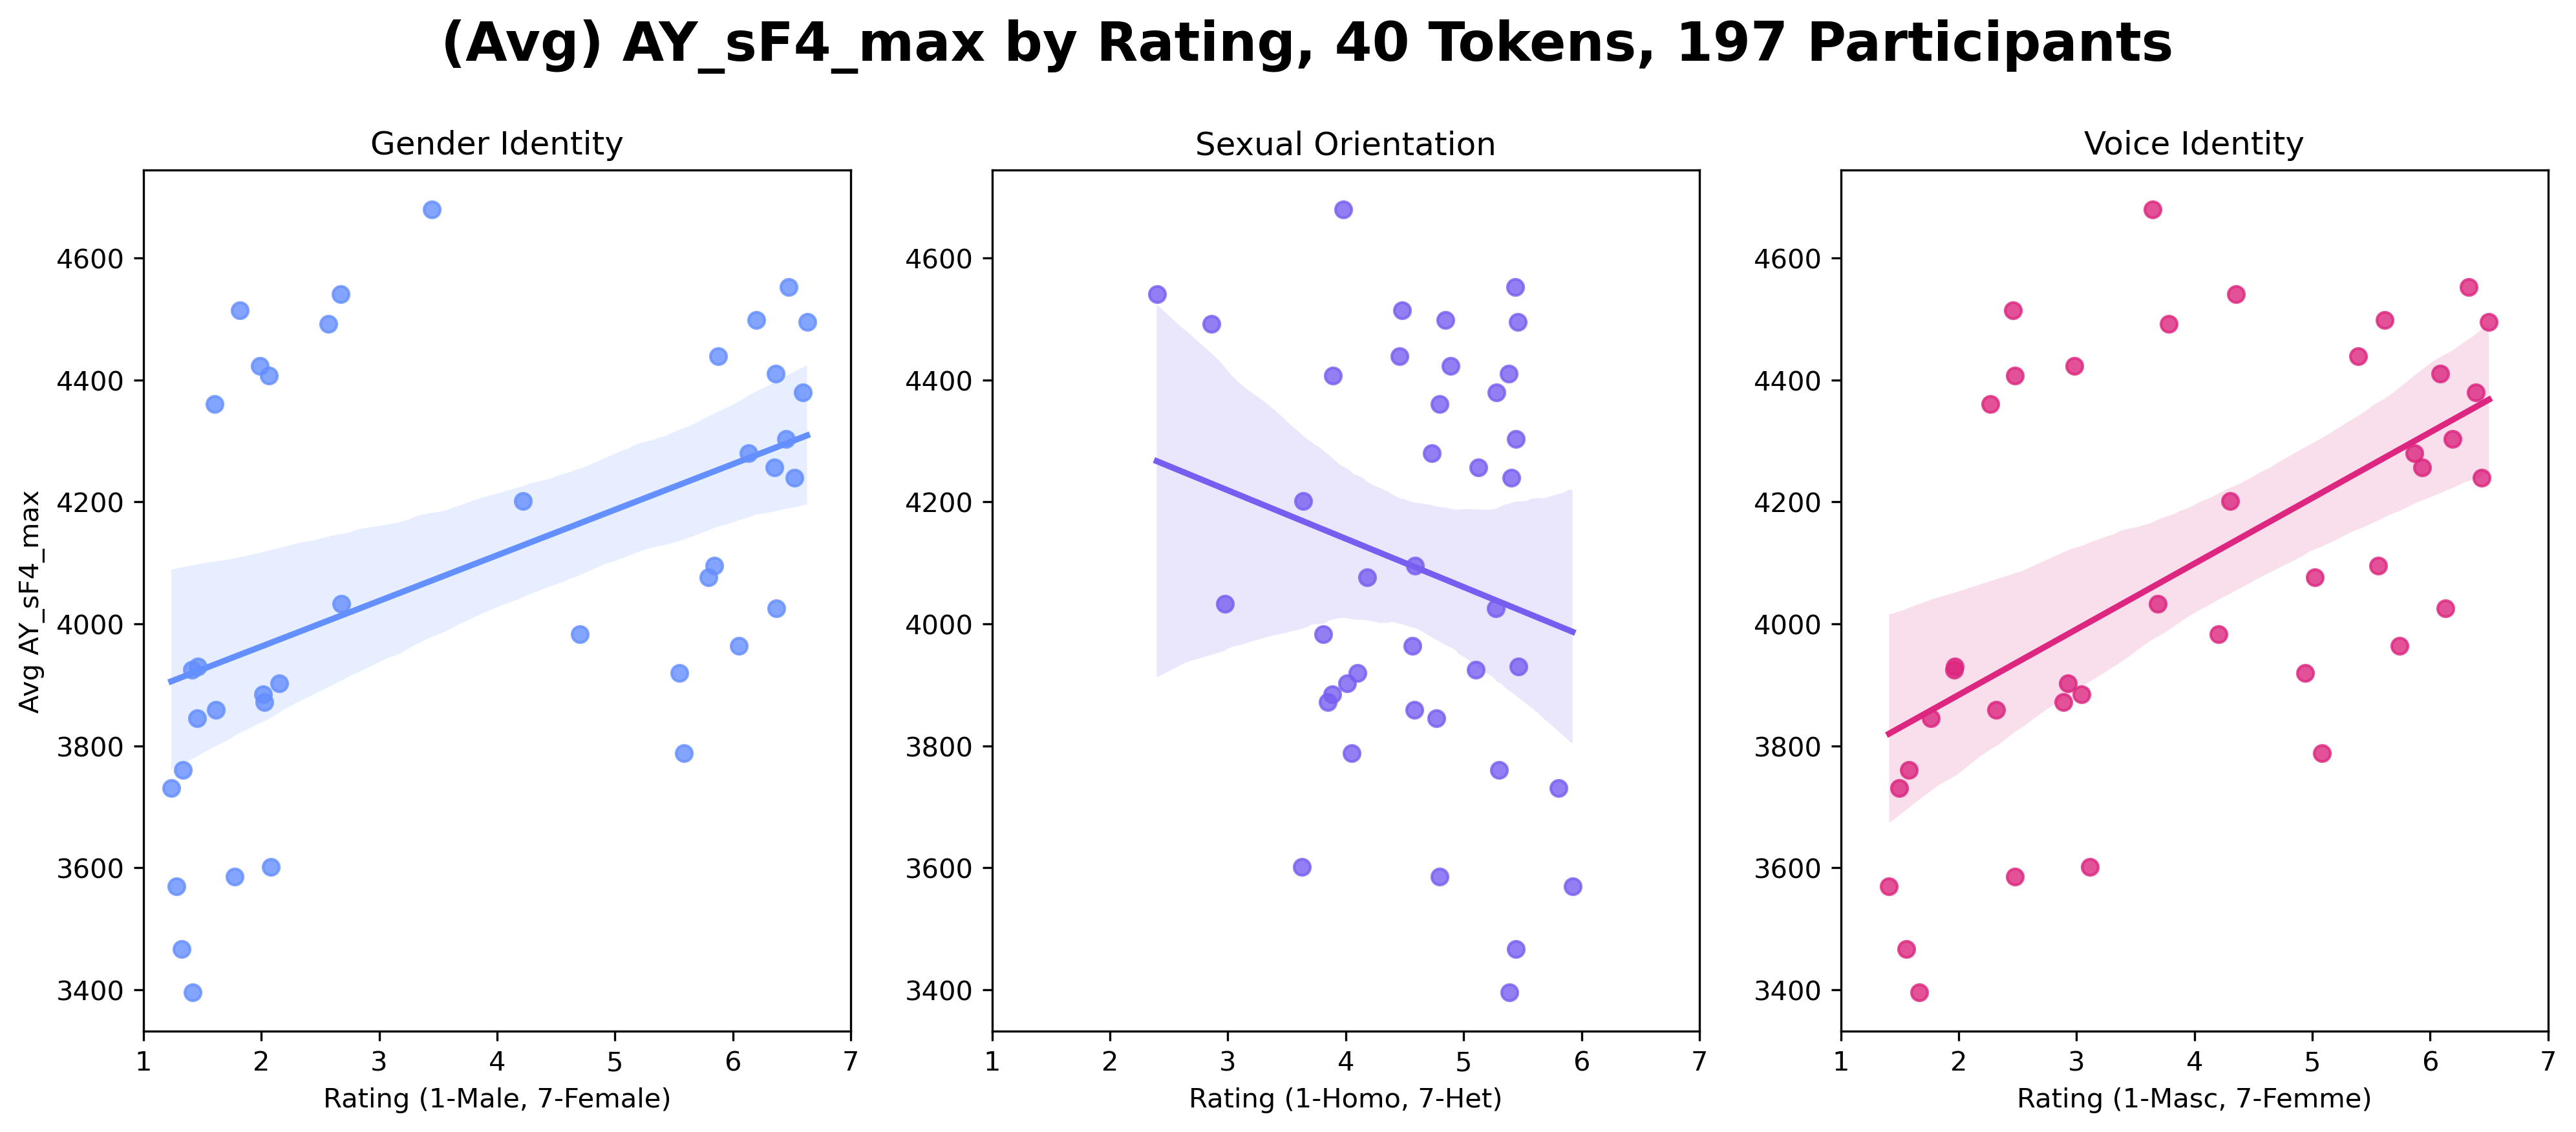 (Avg) AY_sF4_max by Rating, 40 Tokens, 197 Participants
Gender Identity
Sexual Orientation
Voice Identity
Avg AY_sF4_max
4600
4400
4200
4000
3800
3600
3400
1 2 3 4 5 6 7
Rating (1-Male, 7-Female)
4600
4400
4200
4000
3800
3600
3400
1 2 3 4 5 6 7
Rating (1-Homo, 7-Het)
4600
4400
4200
4000
3800
3600
3400
1 2 3 4 5 6 7
Rating (1-Masc, 7-Femme)